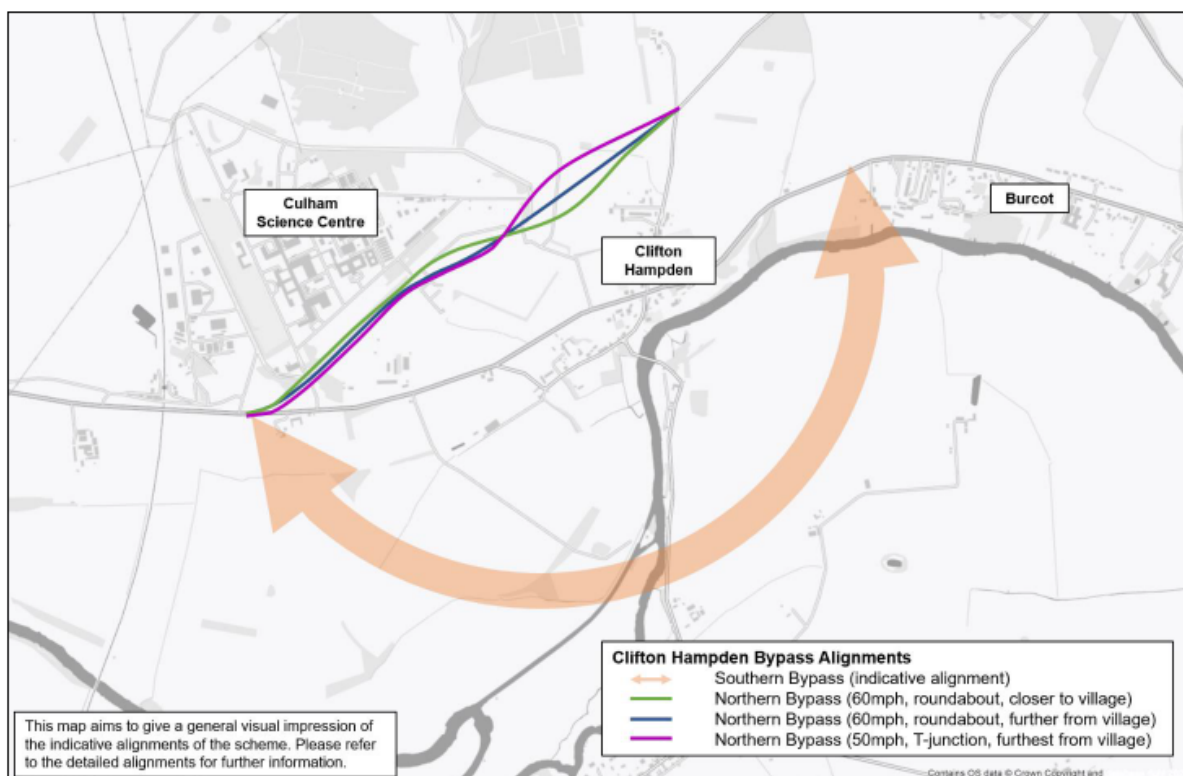 Culham
Science Centre
Burcot
Clifton
Hampden
Clifton Hampden Bypass Alignments
Southern Bypass (indicative alignment)
Northern Bypass (60mph, roundabout, closer to village)
Northern Bypass (60mph, roundabout, further from village)
Northern Bypass (50mph, T-junction, furthest from village)
This map aims to give a general visual impression of
the indicative alignments of the scheme. Please refer
to the detailed alignments for further information.
Contains OS data © Crown Copyright and